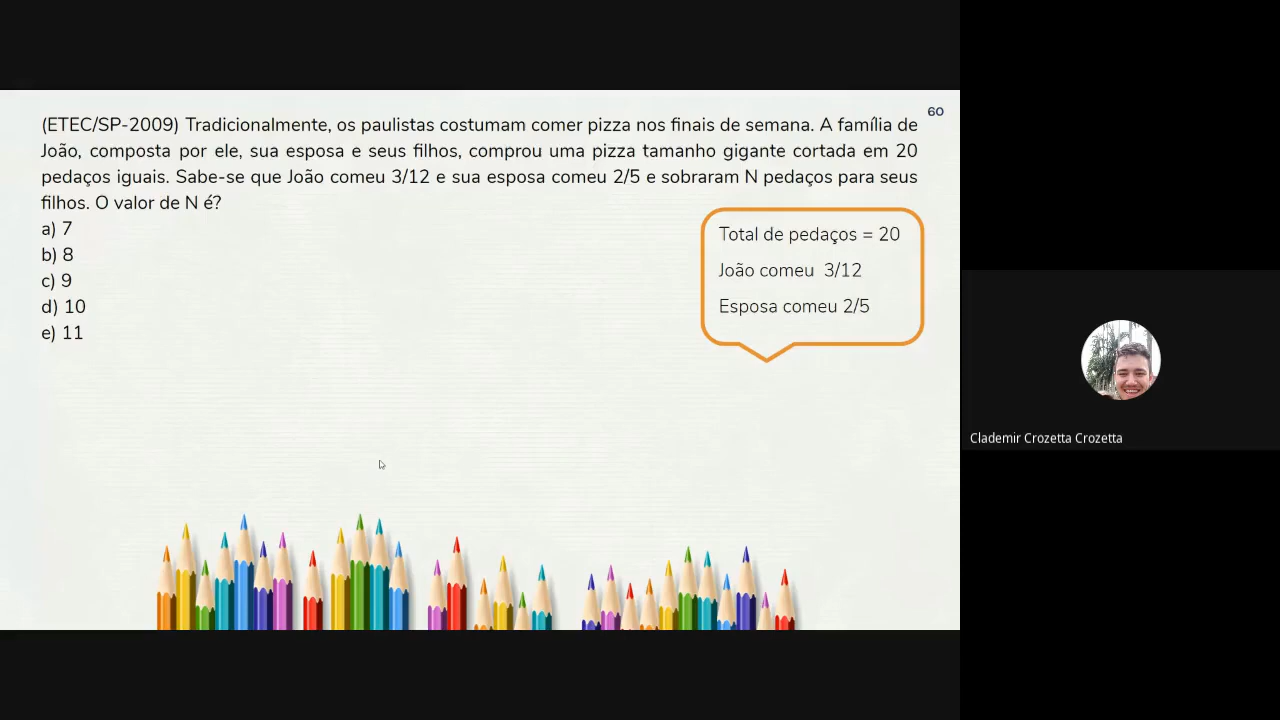 60
(ETEC/SP-2009) Tradicionalmente, os paulistas costumam comer pizza nos finais de semana. A família de
João, composta por ele, sua esposa e seus filhos, comprou uma pizza tamanho gigante cortada em 20
pedaços iguais. Sabe-se que João comeu 3/12 e sua esposa comeu 2/5 e sobraram N pedaços para seus
filhos. O valor de N é?
a) 7
b) 8
c) 9
d) 10
e) 11
Total de pedaços = 20
João comeu 3/12
Esposa comeu 2/5
Clademir Crozetta Crozetta